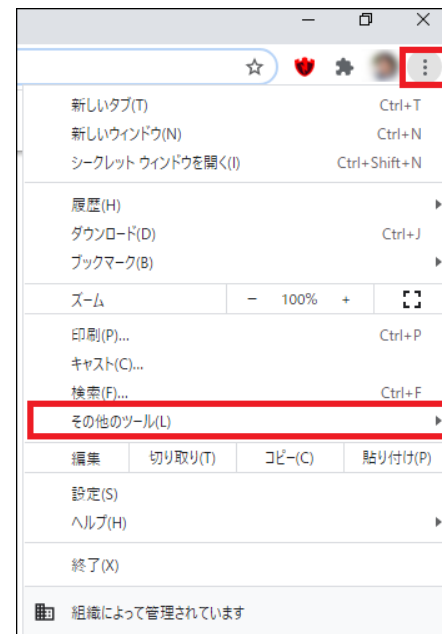 新しいタブ(T) Ctrl+T
新しいウィンドウ(N) Ctrl+N
シークレット ウィンドウを開く(I) Ctrl+Shift+N
履歴(H)
ダウンロード(D) Ctrl+J
ブックマーク(B)
ズーム − 100% +
印刷(P)... Ctrl+P
キャスト(C)...
検索(F)... Ctrl+F
その他のツール(L)
編集 切り取り(T) コピー(C) 貼り付け(P)
設定(S)
ヘルプ(H)
終了(X)
組織によって管理されています